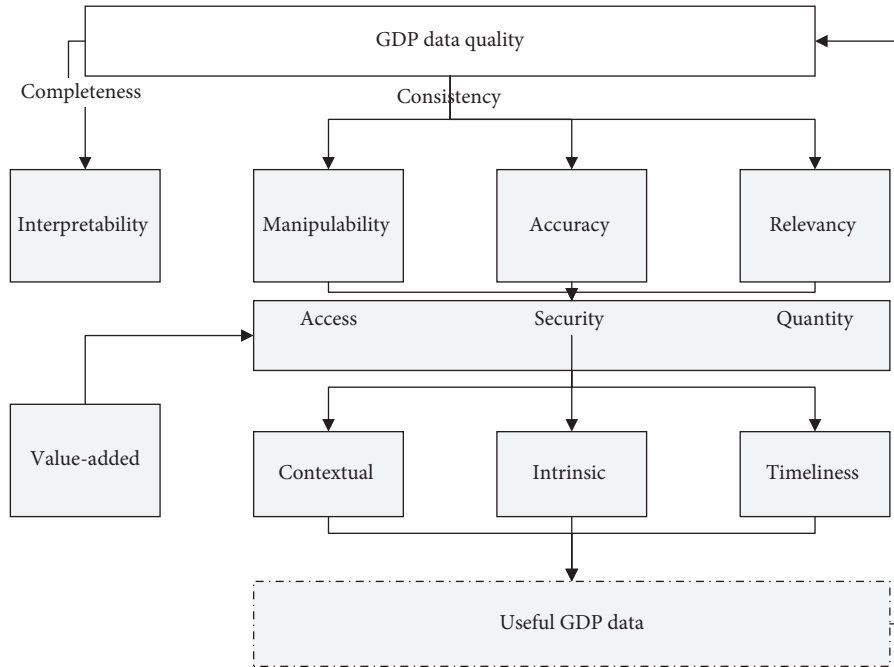 GDP data quality
Completeness
Consistency
Interpretability
Manipulability
Accuracy
Relevancy
Access
Security
Quantity
Value-added
Contextual
Intrinsic
Timeliness
Useful GDP data